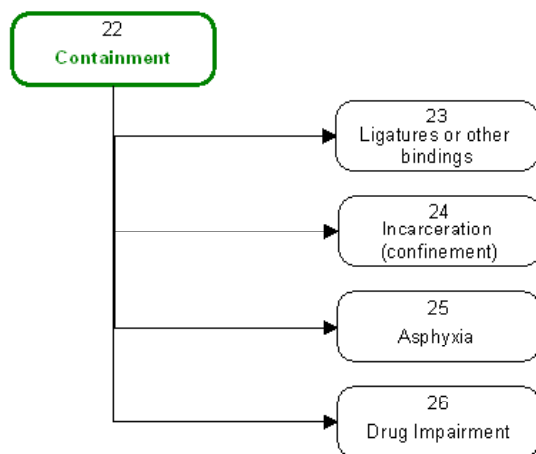 22
Containment
23
Ligatures or other
bindings
24
Incarceration
(confinement)
25
Asphyxia
26
Drug Impairment